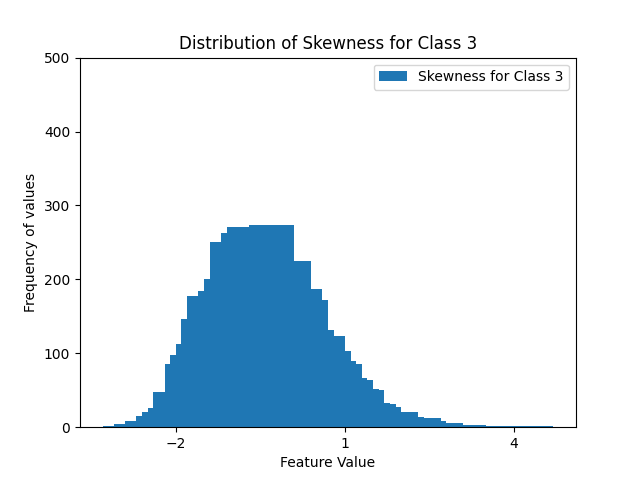 Distribution of Skewness for Class 3
Skewness for Class 3
500
400
300
200
100
0
Frequency of values
−2
1
4
Feature Value